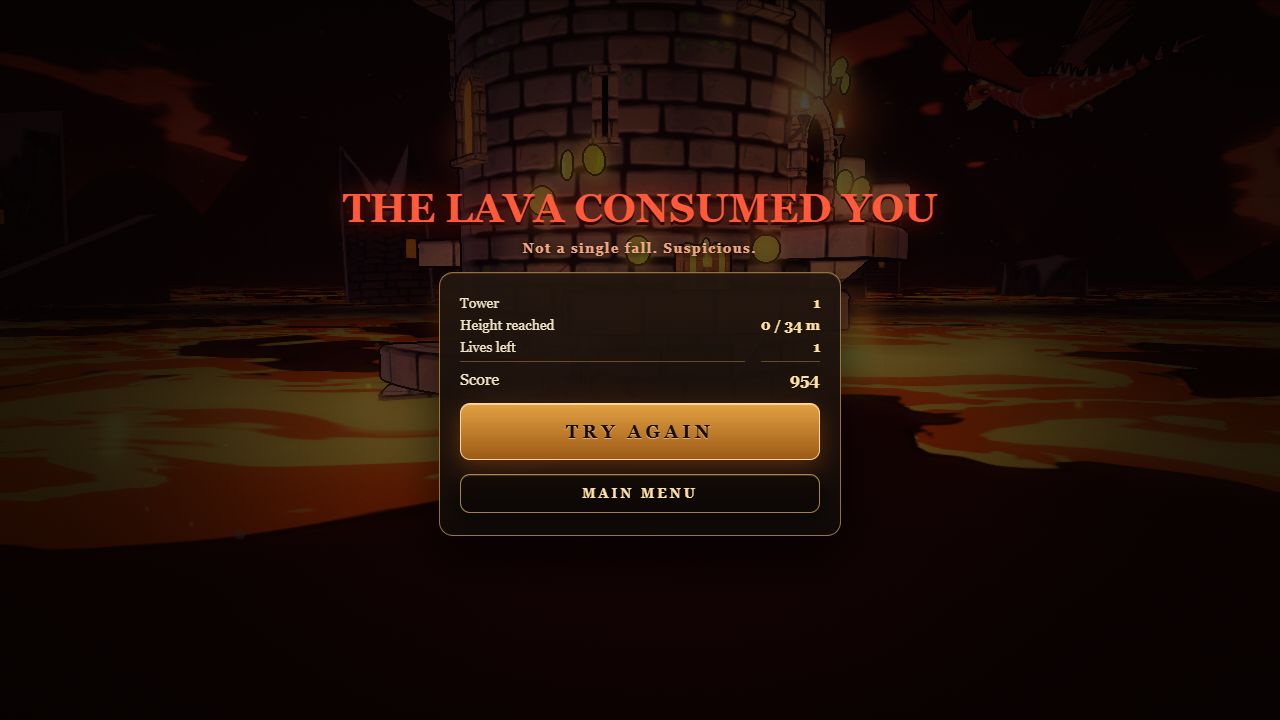 THE LAVA CONSUMED YOU
Not a single fall. Suspicious.
Tower 1
Height reached 0 / 34 m
Lives left 1
Score 954
TRY AGAIN
MAIN MENU